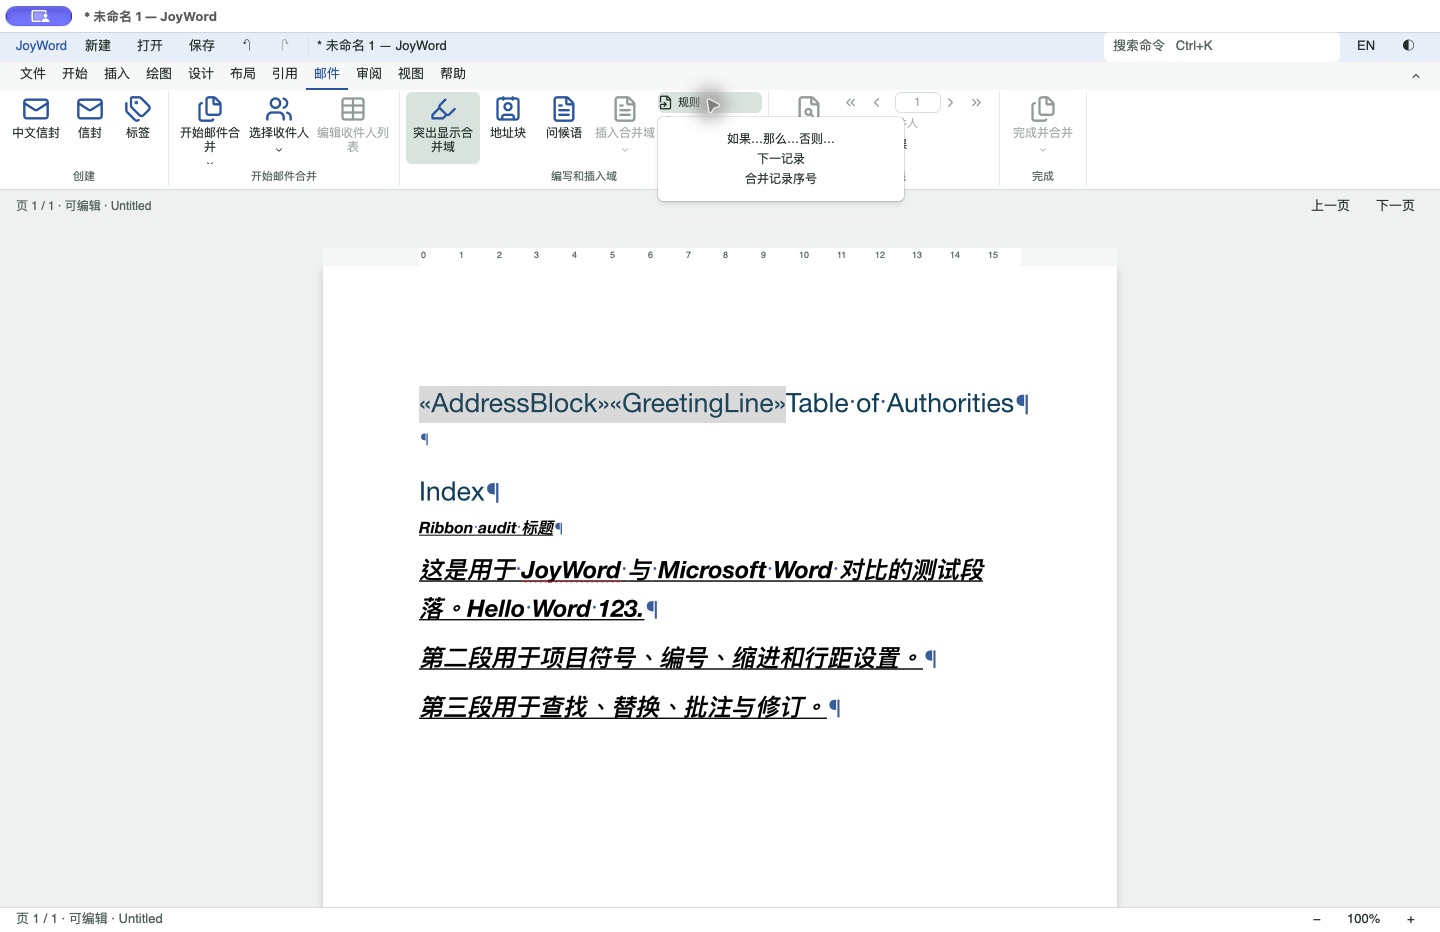 * 未命名 1 — JoyWord
JoyWord 新建 打开 保存 * 未命名 1 — JoyWord 搜索命令 Ctrl+K EN
文件 开始 插入 绘图 设计 布局 引用 邮件 审阅 视图 帮助
中文信封 信封 标签 开始邮件合并 选择收件人 编辑收件人列表 突出显示合并域 地址块 问候语 插入合并域 规则 1 完成并合并
如果...那么...否则...
下一记录
合并记录序号
创建 开始邮件合并 编写和插入域 完成
页 1 / 1 · 可编辑 · Untitled 上一页 下一页
0 1 2 3 4 5 6 7 8 9 10 11 12 13 14 15
«AddressBlock»«GreetingLine»Table·of·Authorities¶
¶
Index¶
Ribbon·audit·标题¶
这是用于·JoyWord·与·Microsoft·Word·对比的测试段
落。Hello·Word·123.¶
第二段用于项目符号、编号、缩进和行距设置。¶
第三段用于查找、替换、批注与修订。¶
页 1 / 1 · 可编辑 · Untitled − 100% +